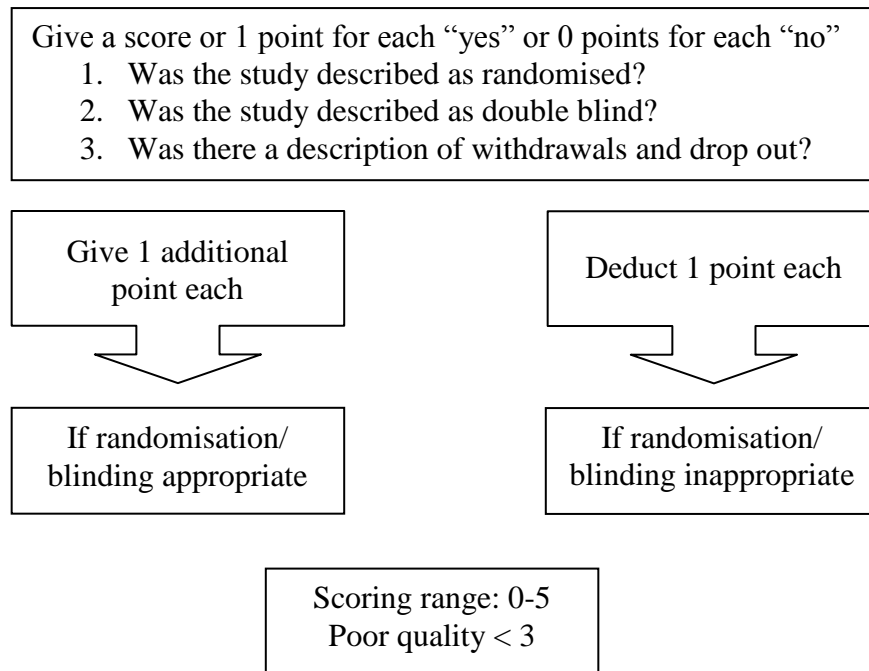 Give a score or 1 point for each “yes” or 0 points for each “no”
1. Was the study described as randomised?
2. Was the study described as double blind?
3. Was there a description of withdrawals and drop out?
Give 1 additional
point each
Deduct 1 point each
If randomisation/
blinding appropriate
If randomisation/
blinding inappropriate
Scoring range: 0-5
Poor quality < 3